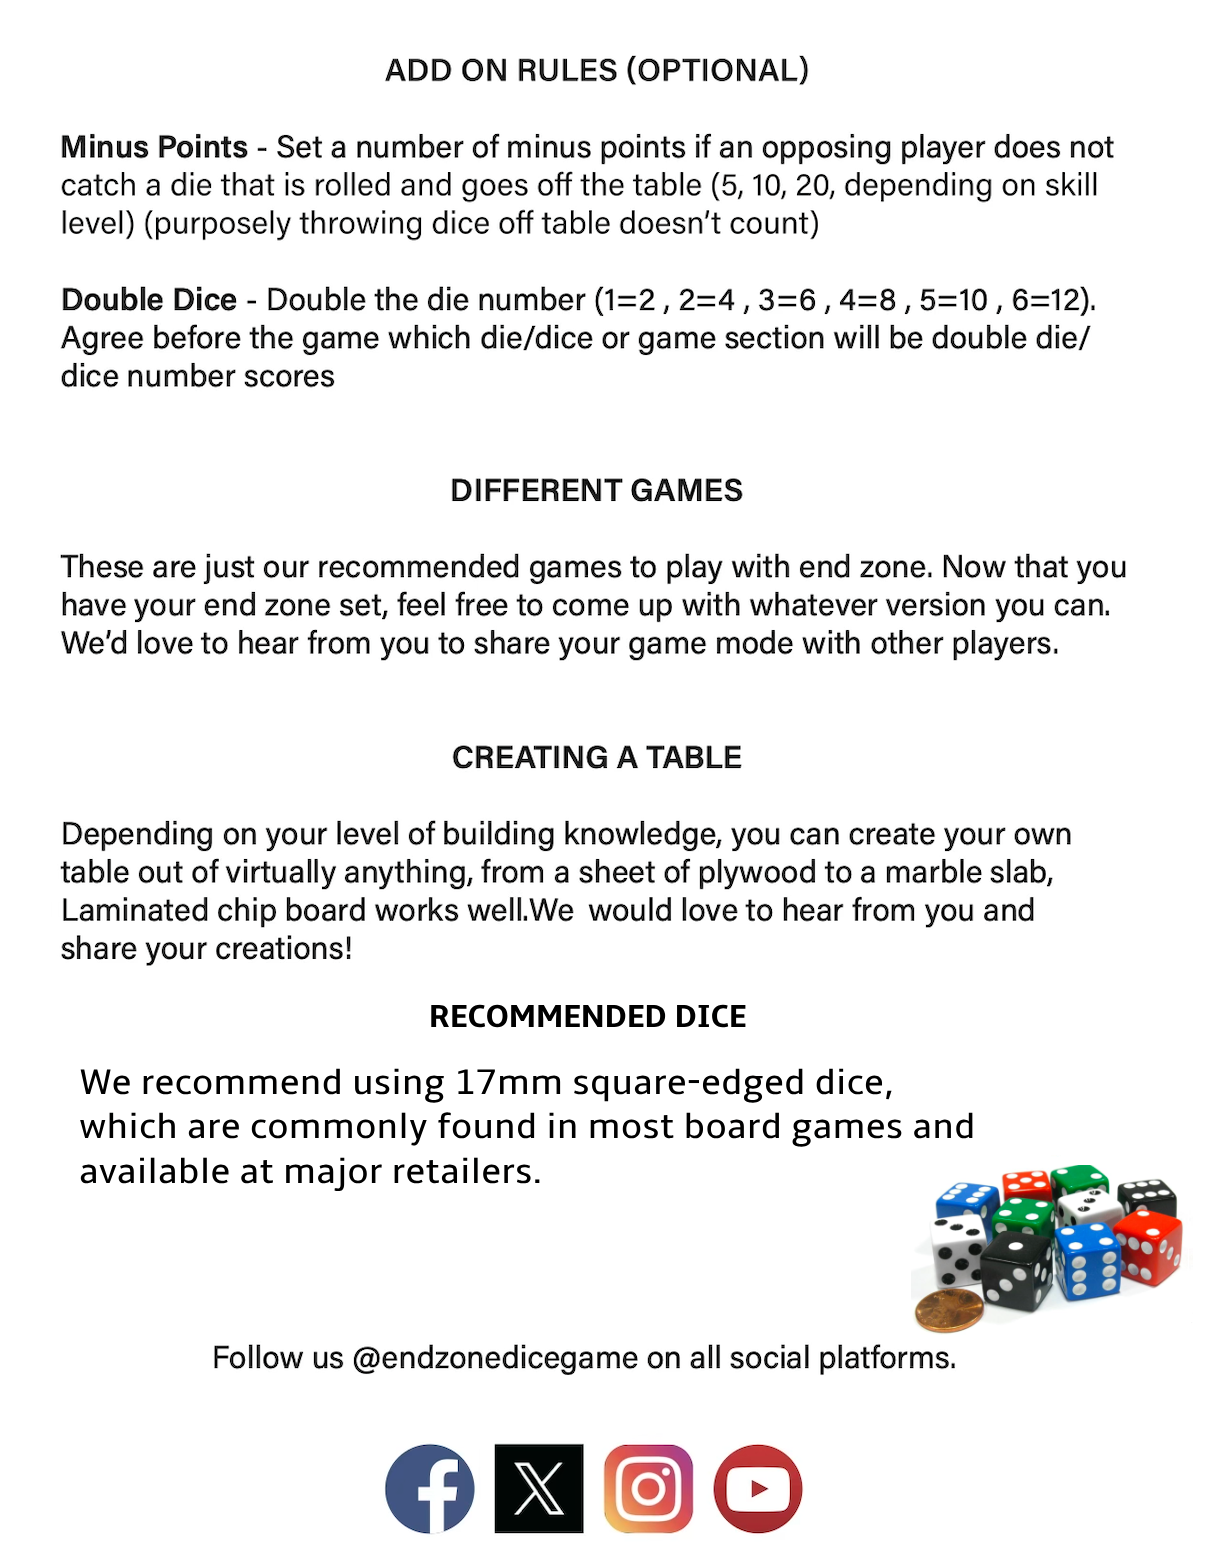 ADD ON RULES (OPTIONAL)
Minus Points - Set a number of minus points if an opposing player does not
catch a die that is rolled and goes off the table (5, 10, 20, depending on skill
level) (purposely throwing dice off table doesn’t count)
Double Dice - Double the die number (1=2 , 2=4 , 3=6 , 4=8 , 5=10 , 6=12).
Agree before the game which die/dice or game section will be double die/
dice number scores
DIFFERENT GAMES
These are just our recommended games to play with end zone. Now that you
have your end zone set, feel free to come up with whatever version you can.
We’d love to hear from you to share your game mode with other players.
CREATING A TABLE
Depending on your level of building knowledge, you can create your own
table out of virtually anything, from a sheet of plywood to a marble slab,
Laminated chip board works well.We  would love to hear from you and
share your creations!
RECOMMENDED DICE
We recommend using 17mm square-edged dice,
which are commonly found in most board games and
available at major retailers.
Follow us @endzonedicegame on all social platforms.